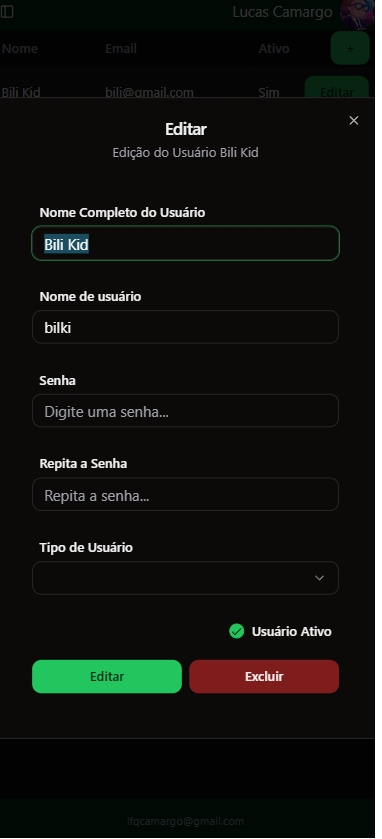 Lucas Camargo
Nome Email Ativo +
Bili Kid bili@gmail.com Sim Editar
Editar
Edição do Usuário Bili Kid
Nome Completo do Usuário
Bili Kid
Nome de usuário
bilki
Senha
Digite uma senha...
Repita a Senha
Repita a senha...
Tipo de Usuário
Usuário Ativo
Editar Excluir
lfqcamargo@gmail.com